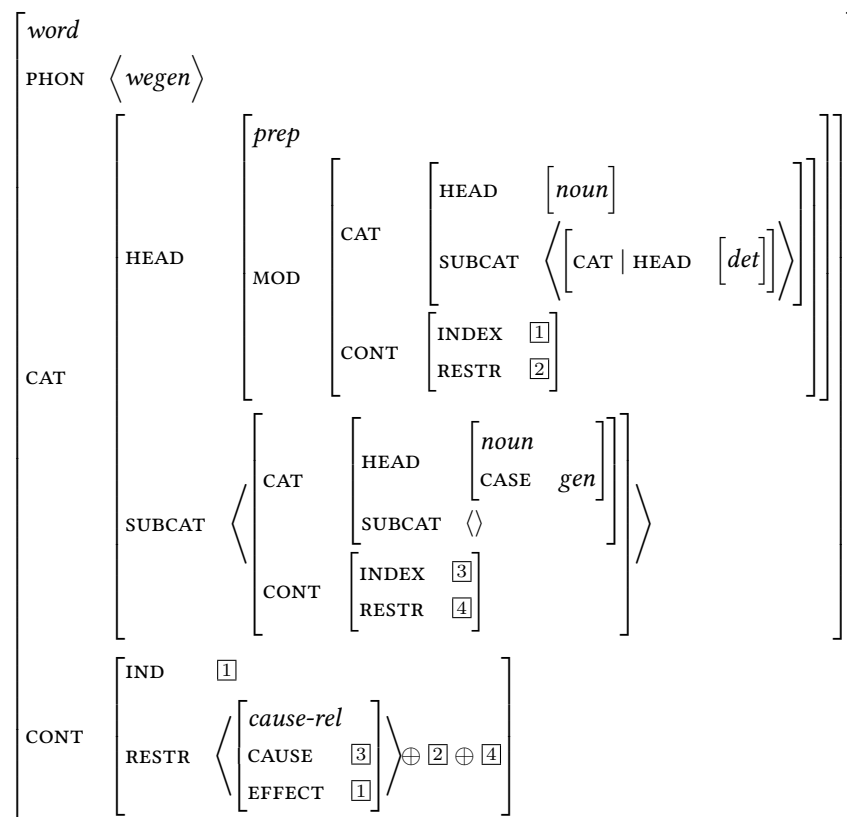 word
PHON ⟨wegen⟩
prep
HEAD [noun]
CAT
SUBCAT ⟨[CAT | HEAD [det]]⟩
HEAD
MOD
INDEX 1
CONT
RESTR 2
CAT
noun
HEAD
CASE gen
CAT
SUBCAT ⟨⟩
SUBCAT
INDEX 3
CONT
RESTR 4
IND 1
cause-rel
CONT
RESTR ⟨[CAUSE 3]⟩ ⊕ 2 ⊕ 4
EFFECT 1